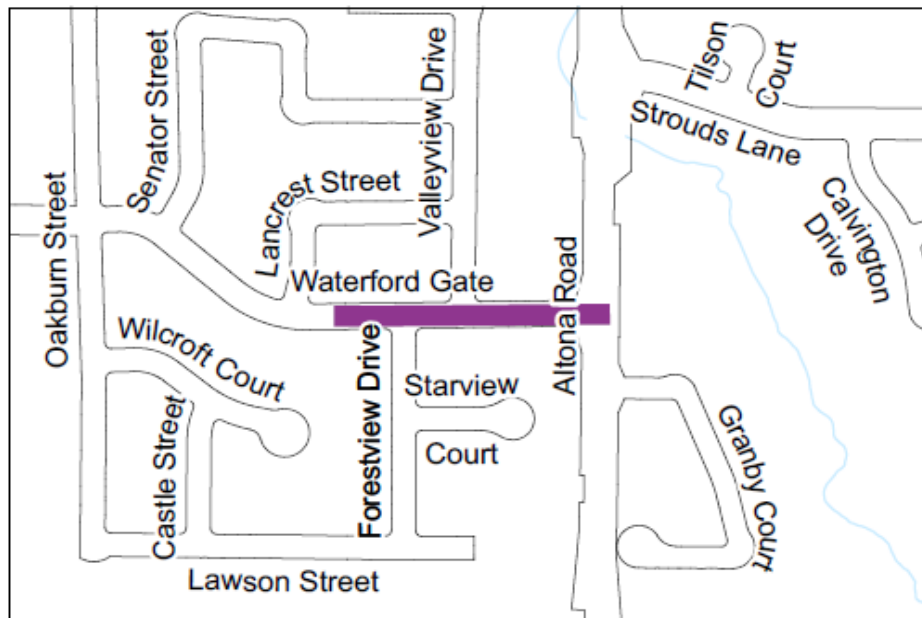 Senator Street
Valleyview Drive
Tilson
Court
Strouds Lane
Lancrest Street
Calvington
Drive
Oakburn Street
Waterford Gate
Altona Road
Wilcroft Court
Forestview Drive
Starview
Court
Castle Street
Granby Court
Lawson Street